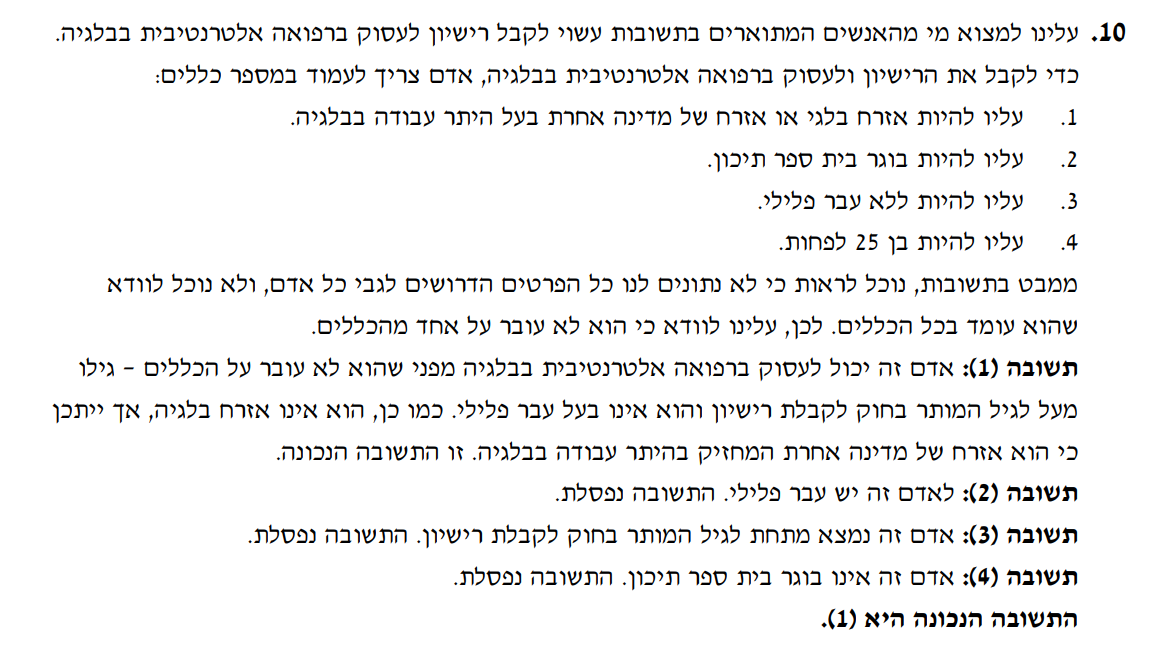 10. עלינו למצוא מי מהאנשים המתוארים בתשובות עשוי לקבל רישיון לעסוק ברפואה אלטרנטיבית בבלגיה.
כדי לקבל את הרישיון ולעסוק ברפואה אלטרנטיבית בבלגיה, אדם צריך לעמוד במספר כללים:
1. עליו להיות אזרח בלגי או אזרח של מדינה אחרת בעל היתר עבודה בבלגיה.
2. עליו להיות בוגר בית ספר תיכון.
3. עליו להיות ללא עבר פלילי.
4. עליו להיות בן 25 לפחות.
ממבט בתשובות, נוכל לראות כי לא נתונים לנו כל הפרטים הדרושים לגבי כל אדם, ולא נוכל לוודא
שהוא עומד בכל הכללים. לכן, עלינו לוודא כי הוא לא עובר על אחד מהכללים.
תשובה (1): אדם זה יכול לעסוק ברפואה אלטרנטיבית בבלגיה מפני שהוא לא עובר על הכללים – גילו
מעל לגיל המותר בחוק לקבלת רישיון והוא אינו בעל עבר פלילי. כמו כן, הוא אינו אזרח בלגיה, אך ייתכן
כי הוא אזרח של מדינה אחרת המחזיק בהיתר עבודה בבלגיה. זו התשובה הנכונה.
תשובה (2): לאדם זה יש עבר פלילי. התשובה נפסלת.
תשובה (3): אדם זה נמצא מתחת לגיל המותר בחוק לקבלת רישיון. התשובה נפסלת.
תשובה (4): אדם זה אינו בוגר בית ספר תיכון. התשובה נפסלת.
התשובה הנכונה היא (1).